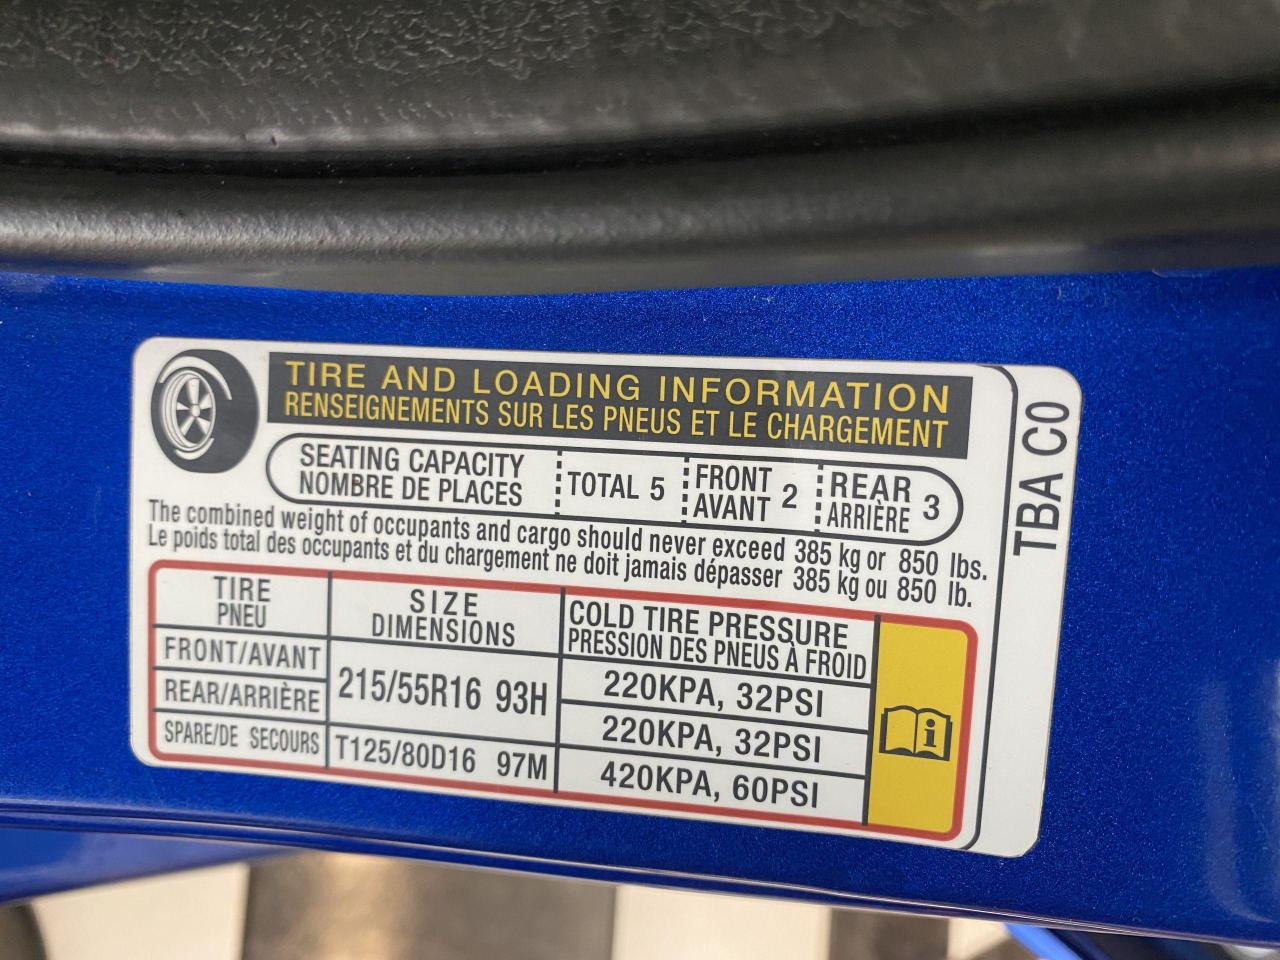 TIRE AND LOADING INFORMATION
RENSEIGNEMENTS SUR LES PNEUS ET LE CHARGEMENT
SEATING CAPACITY
NOMBRE DE PLACES
TOTAL 5
FRONT
AVANT
2
REAR
ARRIÈRE
3
The combined weight of occupants and cargo should never exceed 385 kg or 850 lbs.
Le poids total des occupants et du chargement ne doit jamais dépasser 385 kg ou 850 lb.
TIRE
PNEU
SIZE
DIMENSIONS
COLD TIRE PRESSURE
PRESSION DES PNEUS À FROID
FRONT/AVANT
215/55R16 93H
220KPA, 32PSI
REAR/ARRIÈRE
220KPA, 32PSI
SPARE/DE SECOURS
T125/80D16 97M
420KPA, 60PSI
i
TBA C0